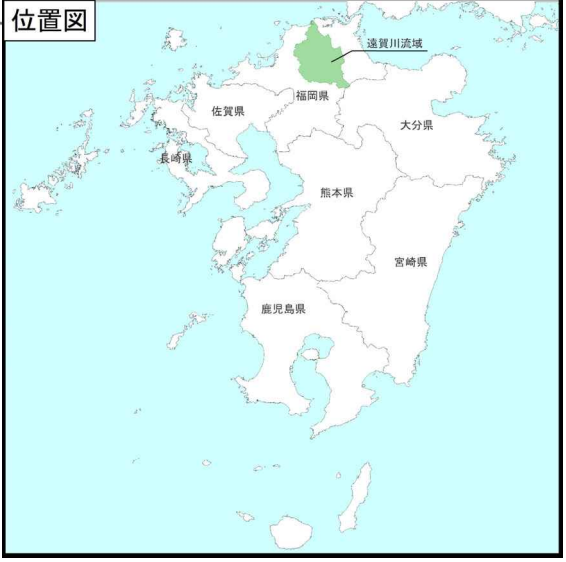 位置図
遠賀川流域
福岡県
佐賀県
大分県
長崎県
熊本県
宮崎県
鹿児島県